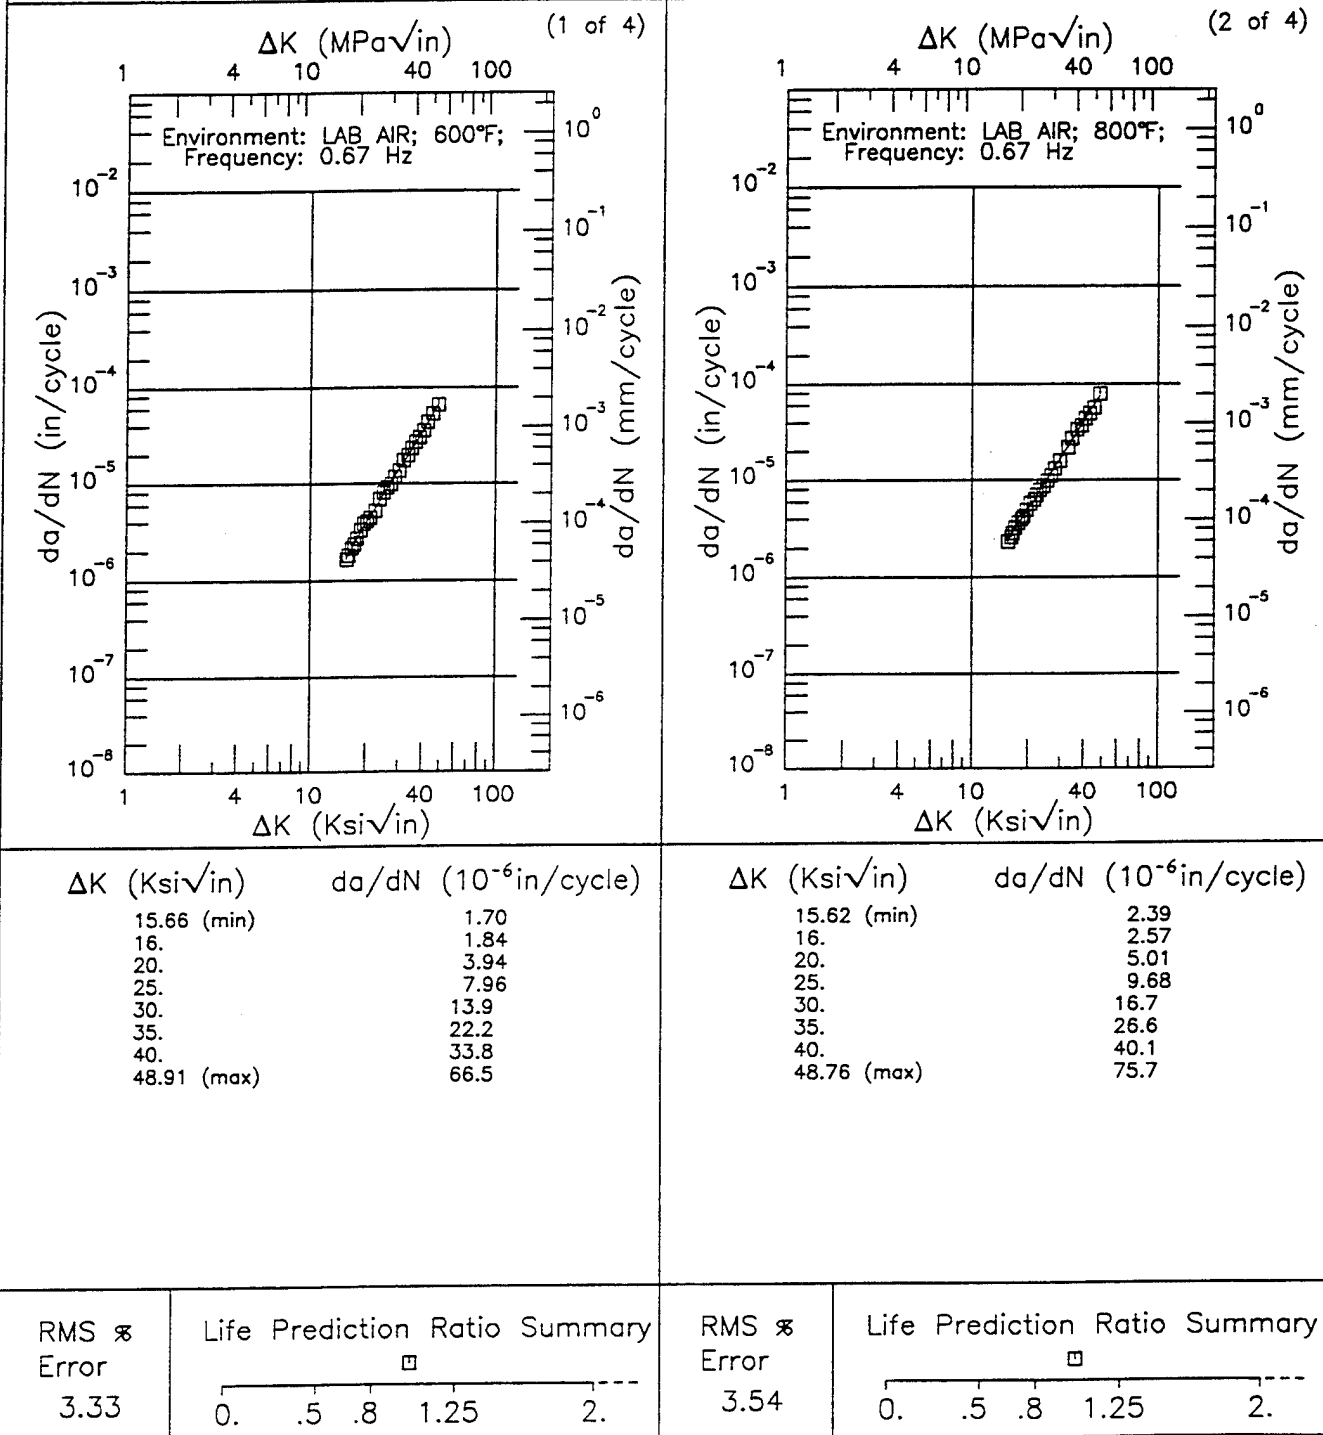 (1 of 4)
ΔK (MPa√in)
1 4 10 40 100
Environment: LAB AIR; 600°F;
Frequency: 0.67 Hz
10⁰
10⁻¹
10⁻²
10⁻³
10⁻⁴
10⁻⁵
10⁻⁶
da/dN (mm/cycle)
10⁻²
10⁻³
10⁻⁴
10⁻⁵
10⁻⁶
10⁻⁷
10⁻⁸
da/dN (in/cycle)
1 4 10 40 100
ΔK (Ksi√in)
ΔK (Ksi√in) da/dN (10⁻⁶in/cycle)
15.66 (min) 1.70
16. 1.84
20. 3.94
25. 7.96
30. 13.9
35. 22.2
40. 33.8
48.91 (max) 66.5
RMS % Error
3.33
Life Prediction Ratio Summary
0. .5 .8 1.25 2.
(2 of 4)
ΔK (MPa√in)
1 4 10 40 100
Environment: LAB AIR; 800°F;
Frequency: 0.67 Hz
10⁰
10⁻¹
10⁻²
10⁻³
10⁻⁴
10⁻⁵
10⁻⁶
da/dN (mm/cycle)
10⁻²
10⁻³
10⁻⁴
10⁻⁵
10⁻⁶
10⁻⁷
10⁻⁸
da/dN (in/cycle)
1 4 10 40 100
ΔK (Ksi√in)
ΔK (Ksi√in) da/dN (10⁻⁶in/cycle)
15.62 (min) 2.39
16. 2.57
20. 5.01
25. 9.68
30. 16.7
35. 26.6
40. 40.1
48.76 (max) 75.7
RMS % Error
3.54
Life Prediction Ratio Summary
0. .5 .8 1.25 2.